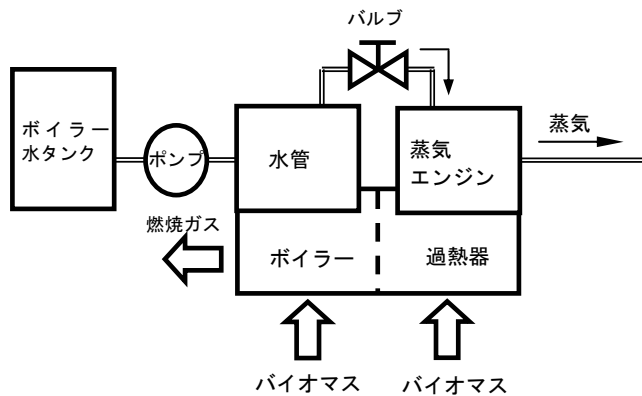 バルブ
ボイラー
水タンク
ポンプ
水管
蒸気
エンジン
蒸気
燃焼ガス
ボイラー
過熱器
バイオマス
バイオマス